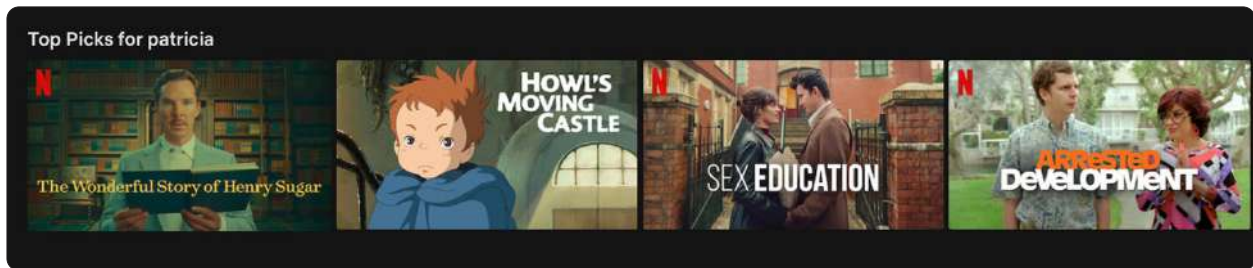 Top Picks for patricia
N
The Wonderful Story of Henry Sugar
HOWL'S
MOVING
CASTLE
N
SEX EDUCATION
N
ARReSTeD
DeVeLOPMeNT